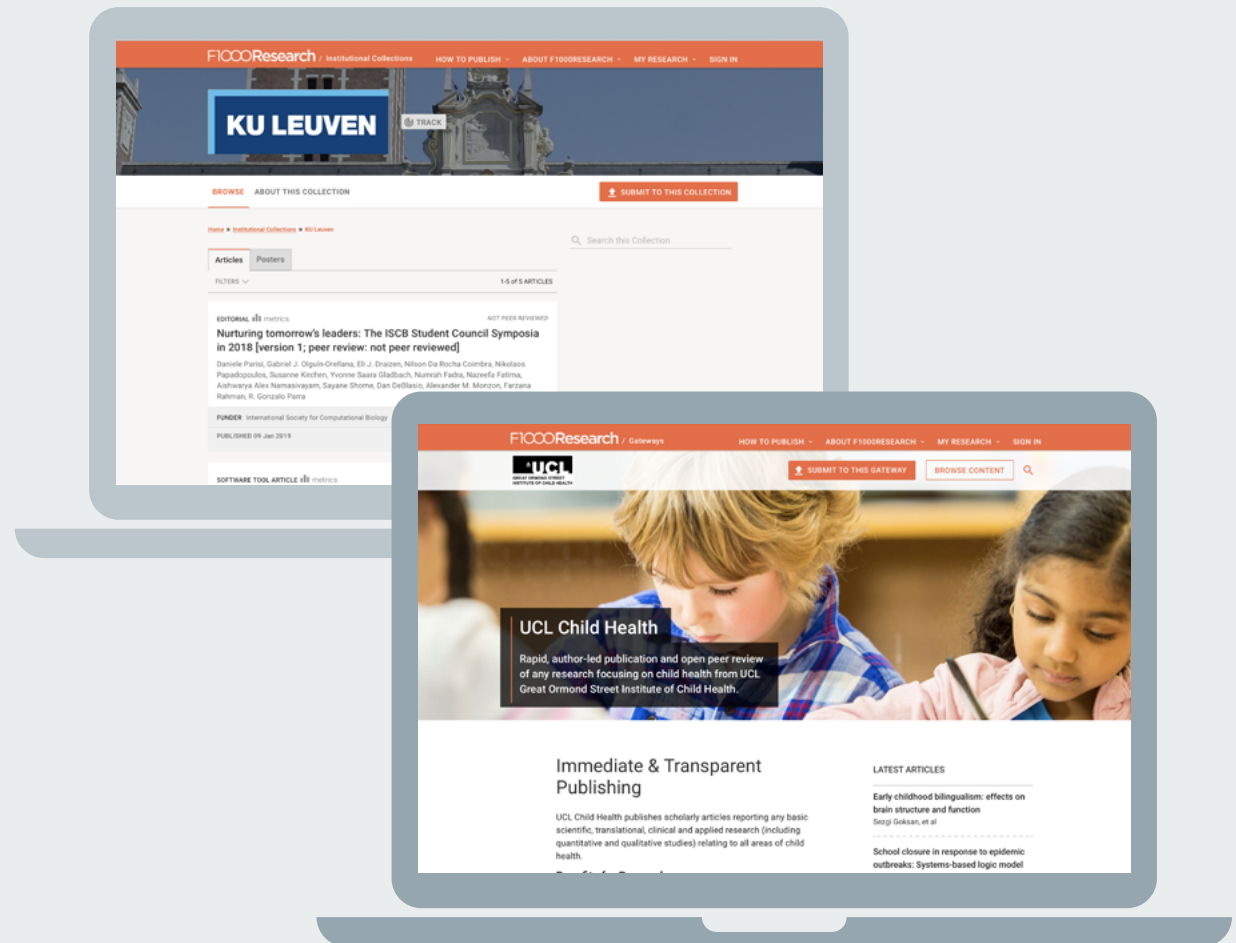 F1000Research / Institutional Collections HOW TO PUBLISH ABOUT F1000RESEARCH MY RESEARCH SIGN IN
KU LEUVEN
TRACK
BROWSE ABOUT THIS COLLECTION
SUBMIT TO THIS COLLECTION
Home » Institutional Collections » KU Leuven
Search this Collection
Articles Posters
FILTERS
1-5 of 5 ARTICLES
EDITORIAL metrics
NOT PEER REVIEWED
Nurturing tomorrow's leaders: The ISCB Student Council Symposia
in 2018 [version 1; peer review: not peer reviewed]
Daniele Parisi, Gabriel J. Olguín-Orellana, Eli J. Draizen, Nilson Da Rocha Coimbra, Nikolaos
Papadopoulos, Susanne Kirchen, Yvonne Saara Gladbach, Numrah Fadra, Nazeefa Fatima,
Aishwarya Alex Namasivayam, Sayane Shome, Dan DeBlasio, Alexander M. Monzon, Farzana
Rahman, R. Gonzalo Parra
FUNDER International Society for Computational Biology
PUBLISHED 09 Jan 2019
SOFTWARE TOOL ARTICLE metrics
F1000Research / Gateways HOW TO PUBLISH ABOUT F1000RESEARCH MY RESEARCH SIGN IN
UCL
GREAT ORMOND STREET
INSTITUTE OF CHILD HEALTH
SUBMIT TO THIS GATEWAY
BROWSE CONTENT
UCL Child Health
Rapid, author-led publication and open peer review
of any research focusing on child health from UCL
Great Ormond Street Institute of Child Health.
Immediate & Transparent
Publishing
UCL Child Health publishes scholarly articles reporting any basic
scientific, translational, clinical and applied research (including
quantitative and qualitative studies) relating to all areas of child
health.
LATEST ARTICLES
Early childhood bilingualism: effects on
brain structure and function
Sezgi Goksan, et al
School closure in response to epidemic
outbreaks: Systems-based logic model